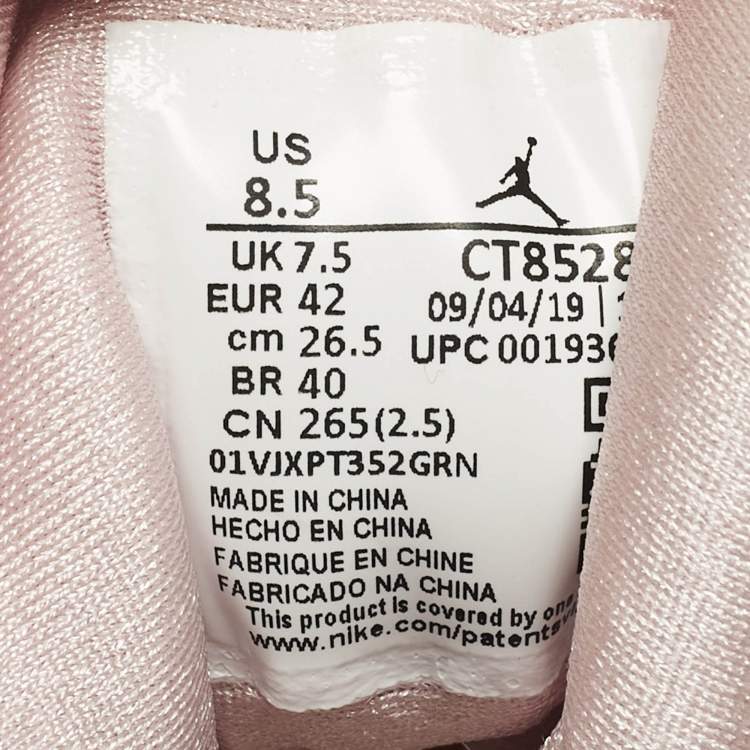 US
8.5
UK 7.5
EUR 42
cm 26.5
BR 40
CN 265(2.5)
CT8528
09/04/19 |
UPC 00193
01VJXPT352GRN
MADE IN CHINA
HECHO EN CHINA
FABRIQUE EN CHINE
FABRICADO NA CHINA
This product is covered by one
www.nike.com/patents